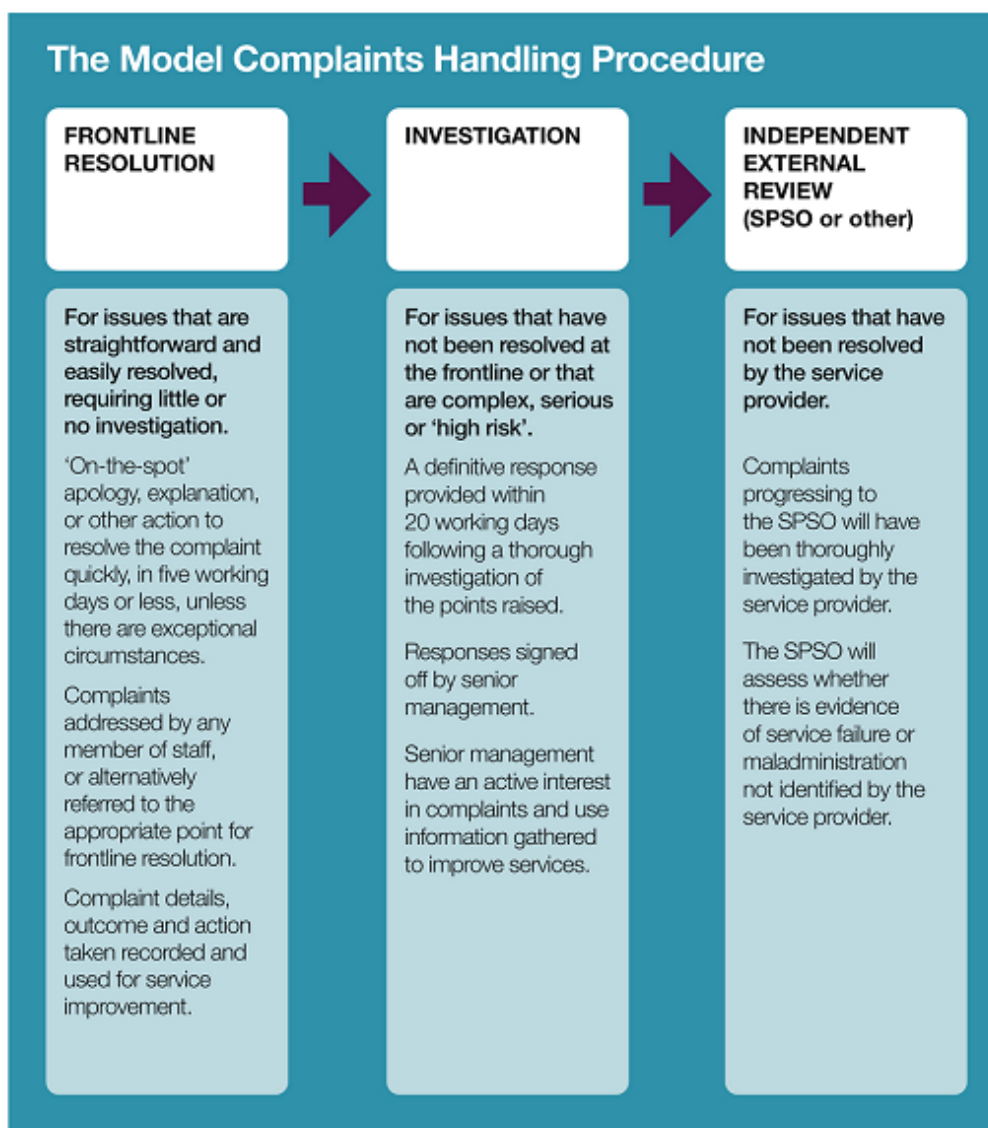 The Model Complaints Handling Procedure
FRONTLINE
RESOLUTION
For issues that are
straightforward and
easily resolved,
requiring little or
no investigation.
‘On-the-spot’
apology, explanation,
or other action to
resolve the complaint
quickly, in five working
days or less, unless
there are exceptional
circumstances.
Complaints
addressed by any
member of staff,
or alternatively
referred to the
appropriate point for
frontline resolution.
Complaint details,
outcome and action
taken recorded and
used for service
improvement.
INVESTIGATION
For issues that have
not been resolved at
the frontline or that
are complex, serious
or ‘high risk’.
A definitive response
provided within
20 working days
following a thorough
investigation of
the points raised.
Responses signed
off by senior
management.
Senior management
have an active interest
in complaints and use
information gathered
to improve services.
INDEPENDENT
EXTERNAL
REVIEW
(SPSO or other)
For issues that have
not been resolved
by the service
provider.
Complaints
progressing to
the SPSO will have
been thoroughly
investigated by the
service provider.
The SPSO will
assess whether
there is evidence
of service failure or
maladministration
not identified by the
service provider.